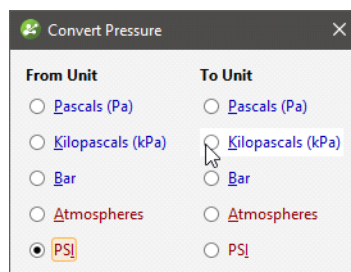 Convert Pressure
From Unit To Unit
Pascals (Pa) Pascals (Pa)
Kilopascals (kPa) Kilopascals (kPa)
Bar Bar
Atmospheres Atmospheres
PSI PSI